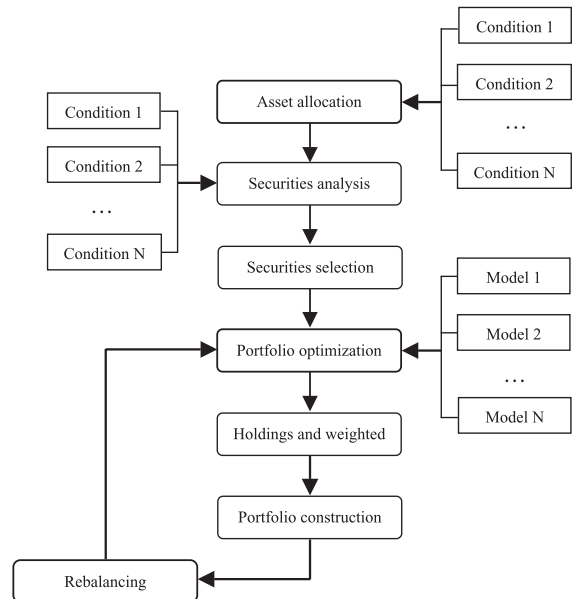 Condition 1
Asset allocation
Condition 2
...
Condition N
Condition 1
Condition 2
...
Condition N
Securities analysis
Securities selection
Model 1
Portfolio optimization
Model 2
...
Model N
Holdings and weighted
Portfolio construction
Rebalancing